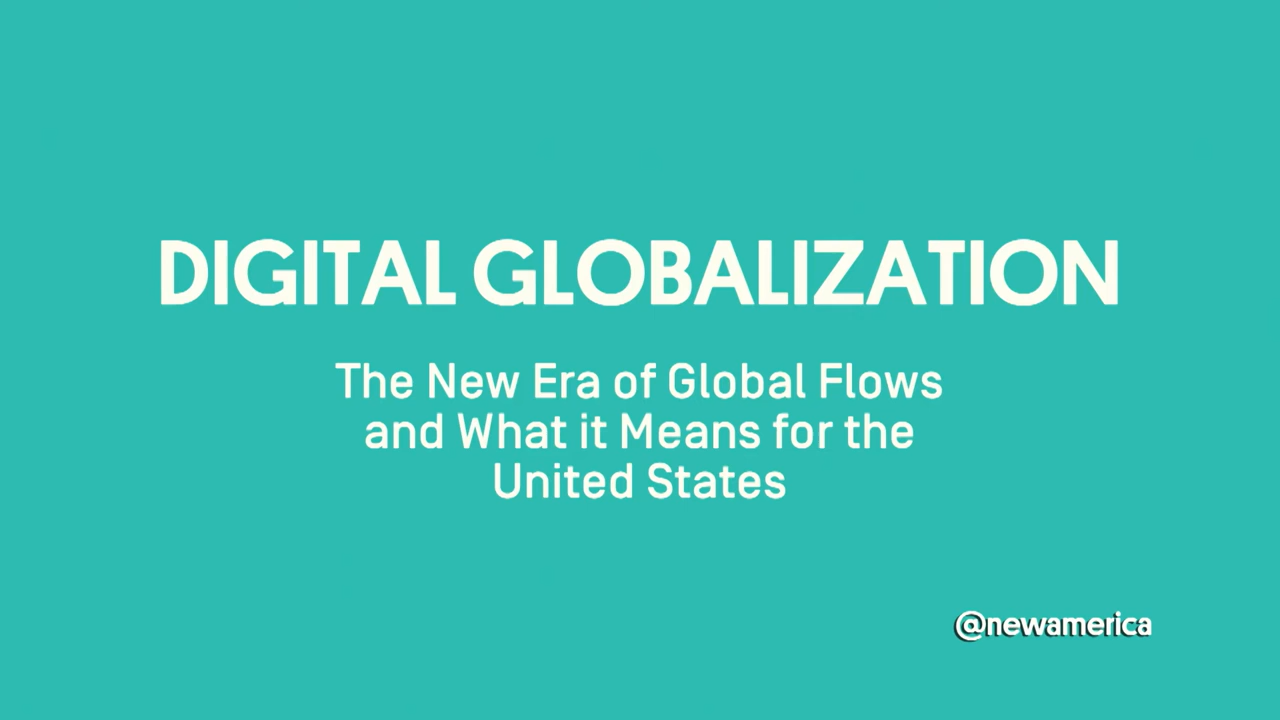 DIGITAL GLOBALIZATION
The New Era of Global Flows
and What it Means for the
United States
@newamerica